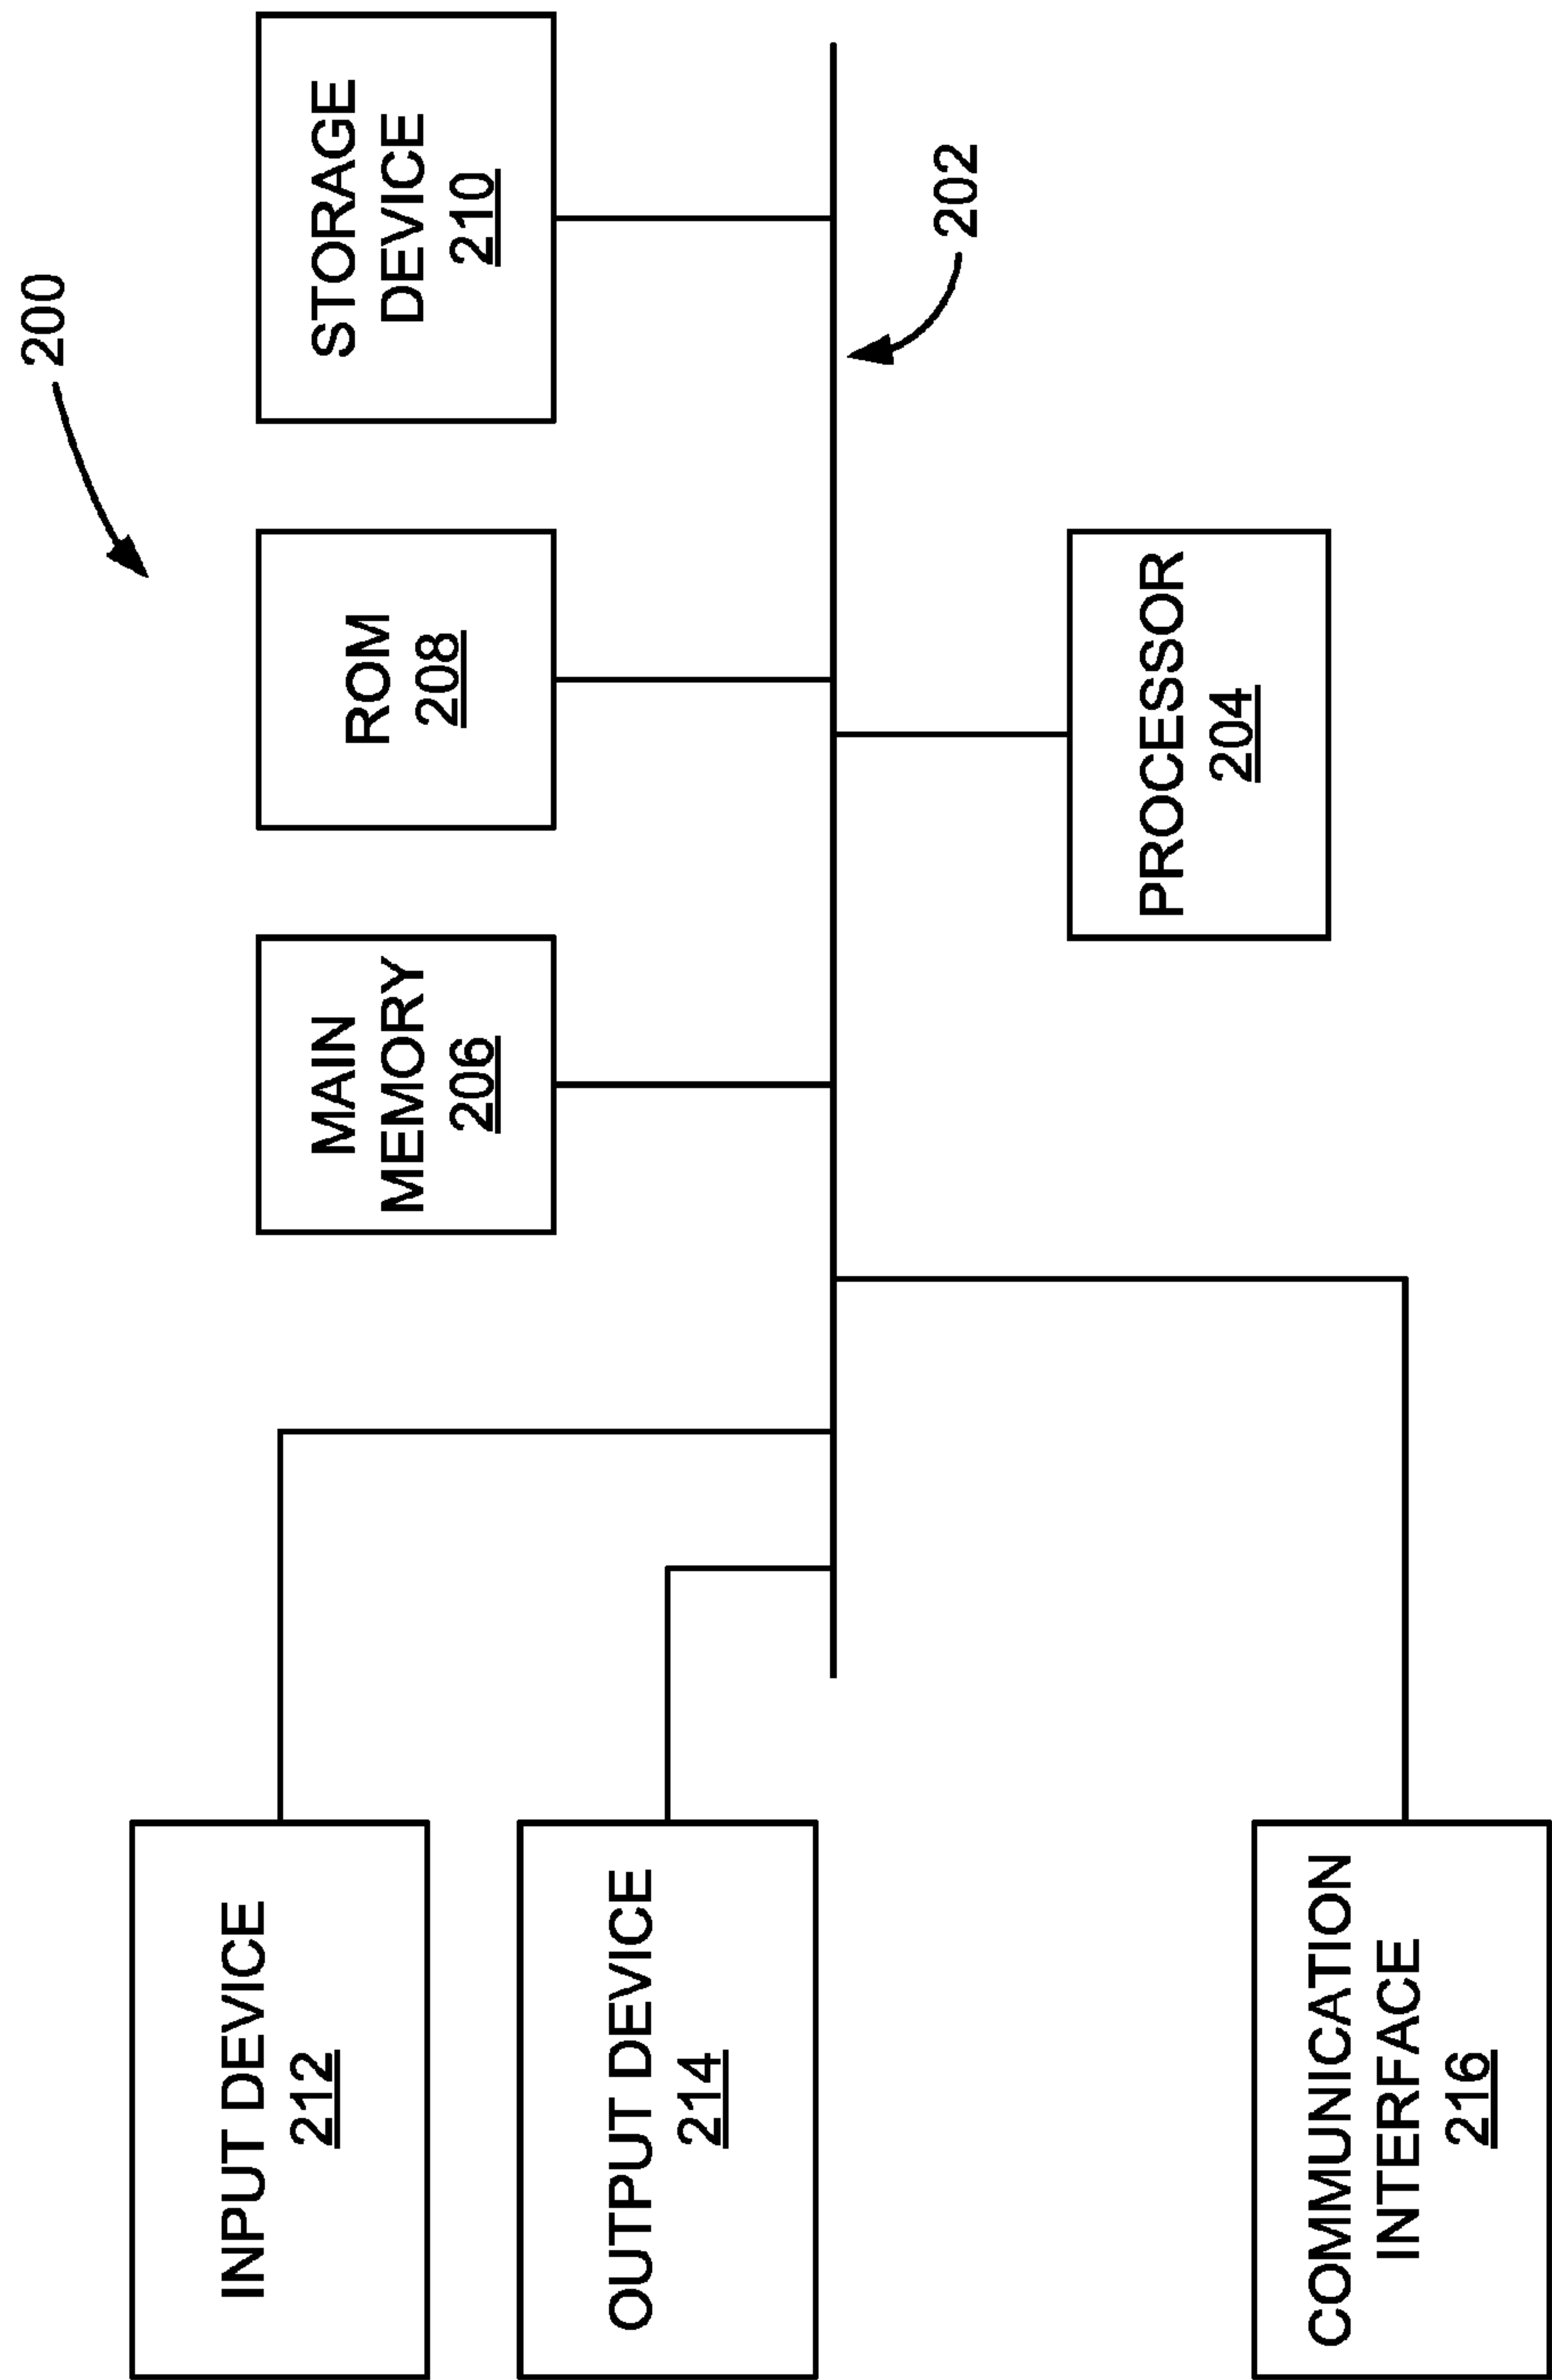 200
MAIN
MEMORY
206
ROM
208
STORAGE
DEVICE
210
INPUT DEVICE
212
OUTPUT DEVICE
214
202
PROCESSOR
204
COMMUNICATION
INTERFACE
216